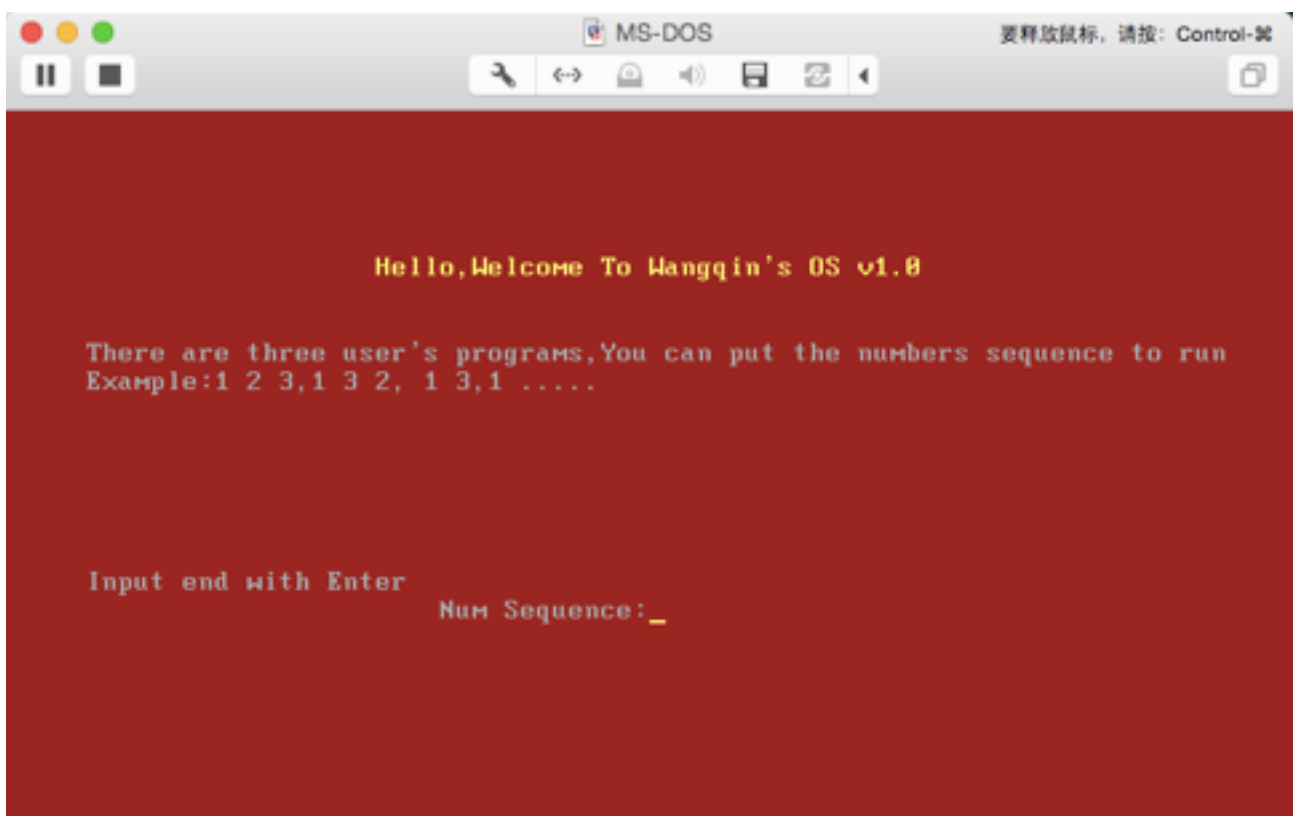 MS-DOS
要释放鼠标，请按：Control-⌘
Hello,Welcome To Wangqin's OS v1.0
There are three user's programs,You can put the numbers sequence to run
Example:1 2 3,1 3 2, 1 3,1 .....
Input end with Enter
Num Sequence:_